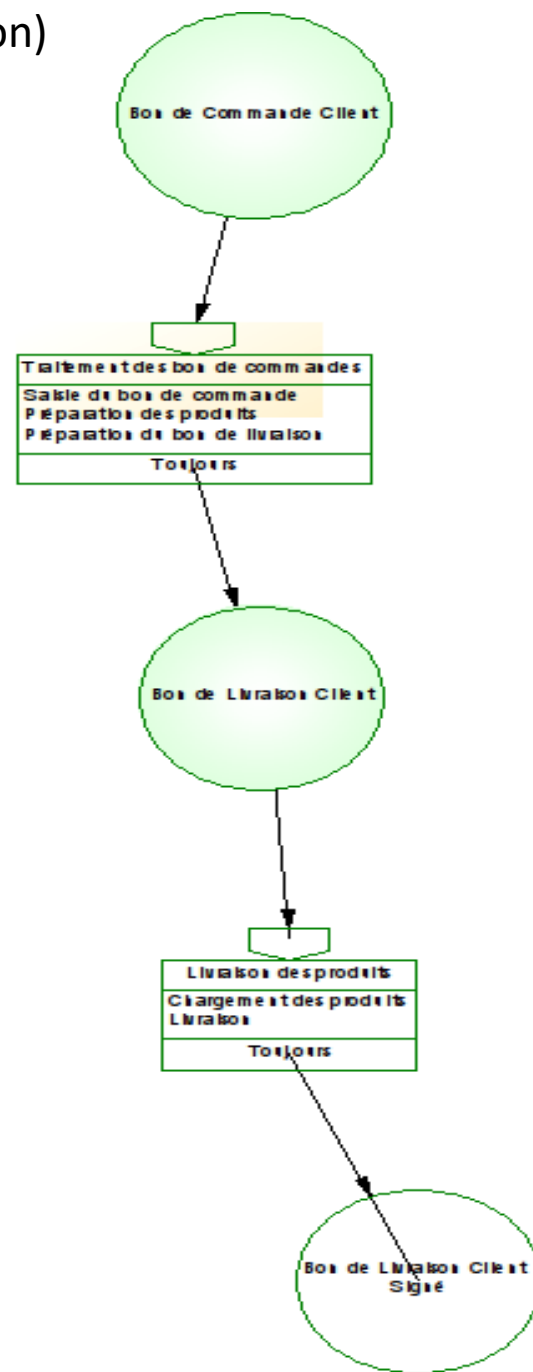 on)
Bon de Commande Client
Traitement des bon de commandes
Saisie du bon de commande
Préparation des produits
Préparation du bon de livraison
Toujours
Bon de Livraison Client
Livraison des produits
Chargement des produits
Livraison
Toujours
Bon de Livraison Client
Signé